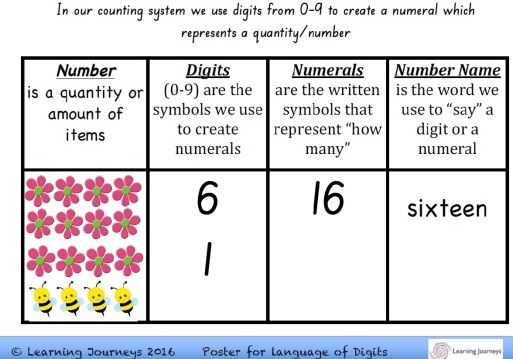 In our counting system we use digits from 0-9 to create a numeral which
represents a quantity/number
Number
is a quantity or
amount of
items
Digits
(0-9) are the
symbols we use
to create
numerals
Numerals
are the written
symbols that
represent "how
many"
Number Name
is the word we
use to "say" a
digit or a
numeral
6
1
16
sixteen
© Learning Journeys 2016 Poster for language of Digits
Learning Journeys